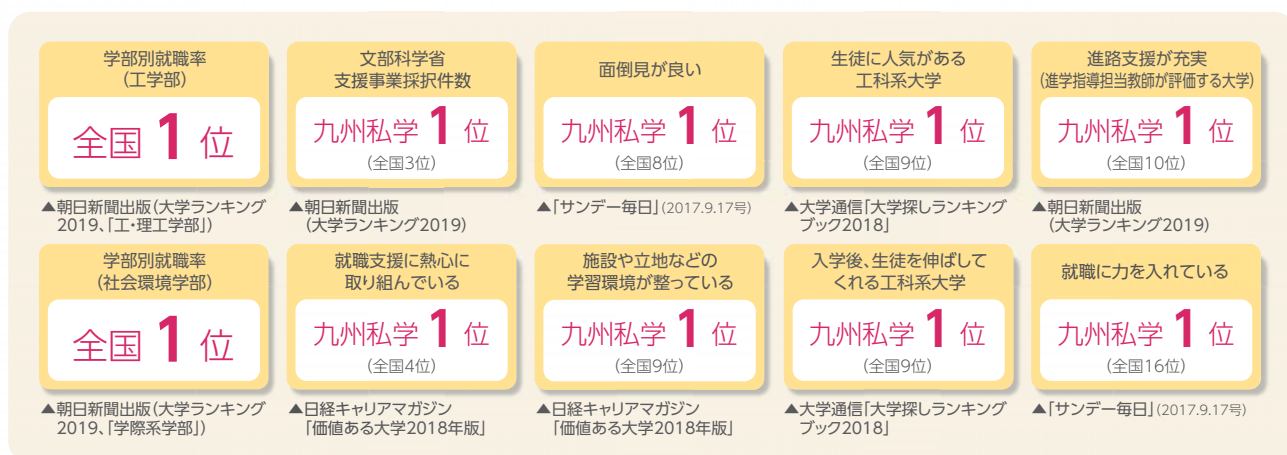 学部別就職率
(工学部)
全国 1 位
▲朝日新聞出版(大学ランキング
2019、「工・理工学部」)
文部科学省
支援事業採択件数
九州私学 1 位
(全国3位)
▲朝日新聞出版
(大学ランキング2019)
面倒見が良い
九州私学 1 位
(全国8位)
▲「サンデー毎日」(2017.9.17号)
生徒に人気がある
工科系大学
九州私学 1 位
(全国9位)
▲大学通信「大学探しランキング
ブック2018」
進路支援が充実
(進学指導担当教師が評価する大学)
九州私学 1 位
(全国10位)
▲朝日新聞出版
(大学ランキング2019)
学部別就職率
(社会環境学部)
全国 1 位
▲朝日新聞出版(大学ランキング
2019、「学際系学部」)
就職支援に熱心に
取り組んでいる
九州私学 1 位
(全国4位)
▲日経キャリアマガジン
「価値ある大学2018年版」
施設や立地などの
学習環境が整っている
九州私学 1 位
(全国9位)
▲日経キャリアマガジン
「価値ある大学2018年版」
入学後、生徒を伸ばして
くれる工科系大学
九州私学 1 位
(全国9位)
▲大学通信「大学探しランキング
ブック2018」
就職に力を入れている
九州私学 1 位
(全国16位)
▲「サンデー毎日」(2017.9.17号)